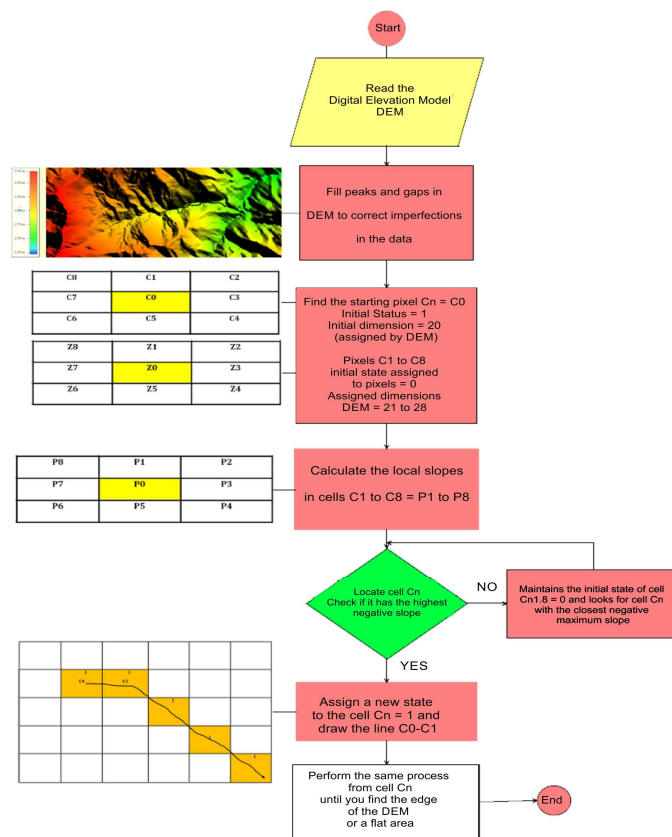 Start
Read the
Digital Elevation Model
DEM
Fill peaks and gaps in
DEM to correct imperfections
in the data
C8 C1 C2
C7 C0 C3
C6 C5 C4
Find the starting pixel Cn = C0
Initial Status = 1
Initial dimension = 20
(assigned by DEM)
Pixels C1 to C8
initial state assigned
to pixels = 0
Assigned dimensions
DEM = 21 to 28
Z8 Z1 Z2
Z7 Z0 Z3
Z6 Z5 Z4
P8 P1 P2
P7 P0 P3
P6 P5 P4
Calculate the local slopes
in cells C1 to C8 = P1 to P8
Locate cell Cn
Check if it has the highest
negative slope
NO
Maintains the initial state of cell
Cn1.8 = 0 and looks for cell Cn
with the closest negative
maximum slope
YES
C0 C1
Assign a new state
to the cell Cn = 1 and
draw the line C0-C1
Perform the same process
from cell Cn
until you find the edge
of the DEM
or a flat area
End